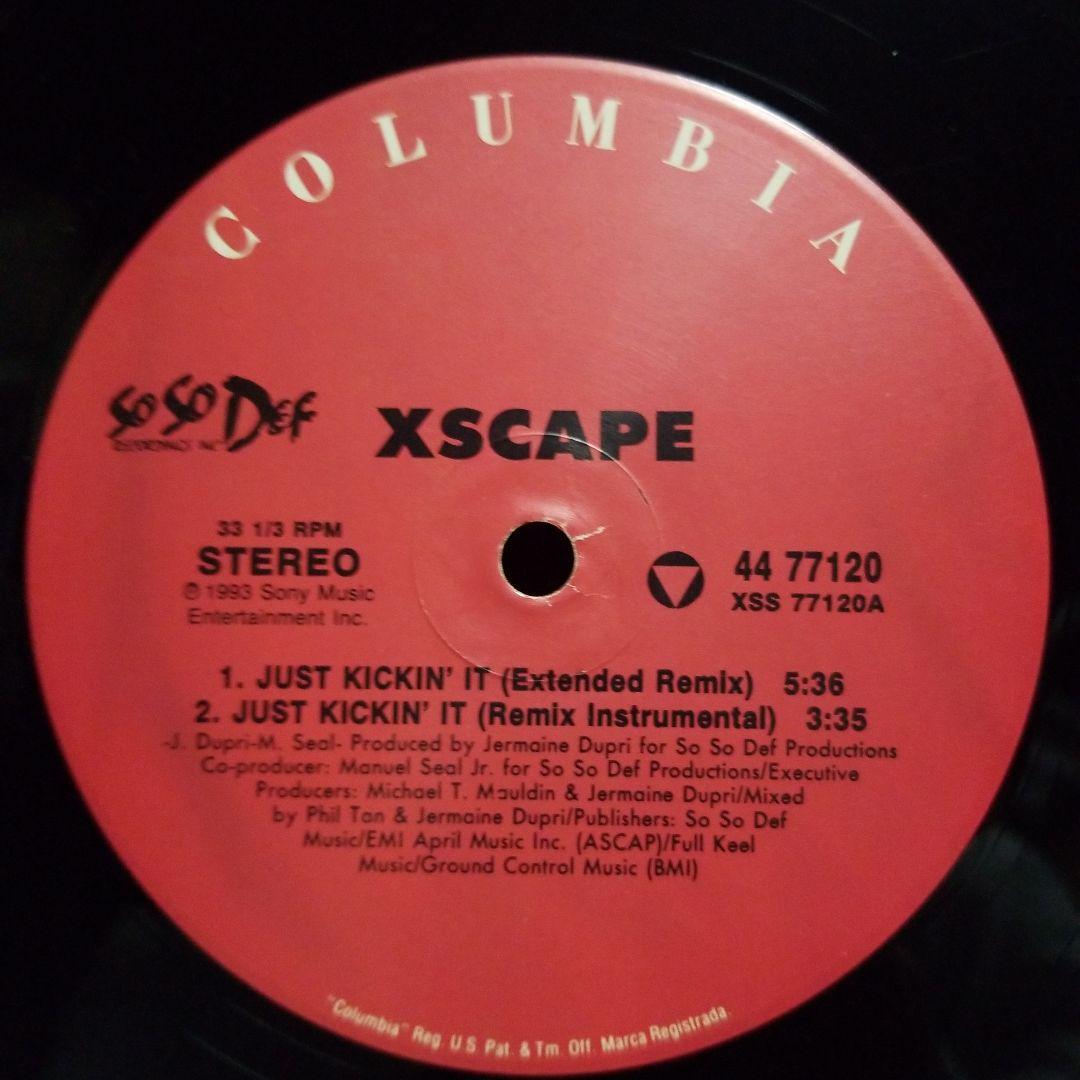 COLUMBIA
So So Def
XSCAPE
33 1/3 RPM
STEREO
℗ 1993 Sony Music
Entertainment Inc.
44 77120
XSS 77120A
1. JUST KICKIN' IT (Extended Remix) 5:36
2. JUST KICKIN' IT (Remix Instrumental) 3:35
-J. Dupri-M. Seal- Produced by Jermaine Dupri for So So Def Productions
Co-producer: Manuel Seal Jr. for So So Def Productions/Executive
Producers: Michael T. Mauldin & Jermaine Dupri/Mixed
by Phil Tan & Jermaine Dupri/Publishers: So So Def
Music/EMI April Music Inc. (ASCAP)/Full Keel
Music/Ground Control Music (BMI)
"Columbia" Reg. U.S. Pat. & Tm. Off. Marca Registrada.